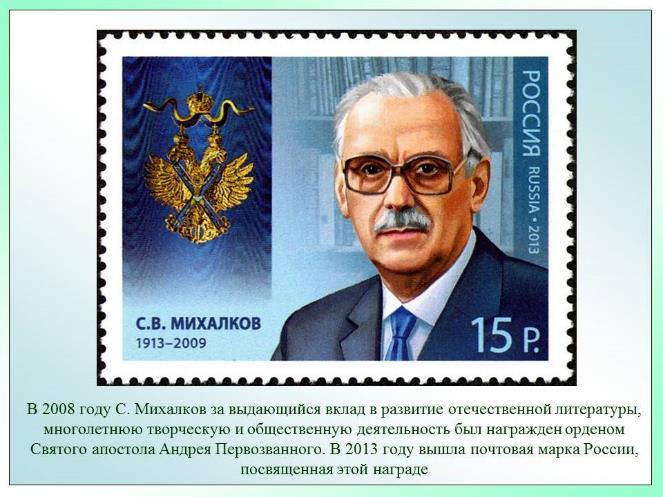 РОССИЯ RUSSIA • 2013
С.В. МИХАЛКОВ
1913–2009
15 Р.
В 2008 году С. Михалков за выдающийся вклад в развитие отечественной литературы,
многолетнюю творческую и общественную деятельность был награжден орденом
Святого апостола Андрея Первозванного. В 2013 году вышла почтовая марка России,
посвященная этой награде